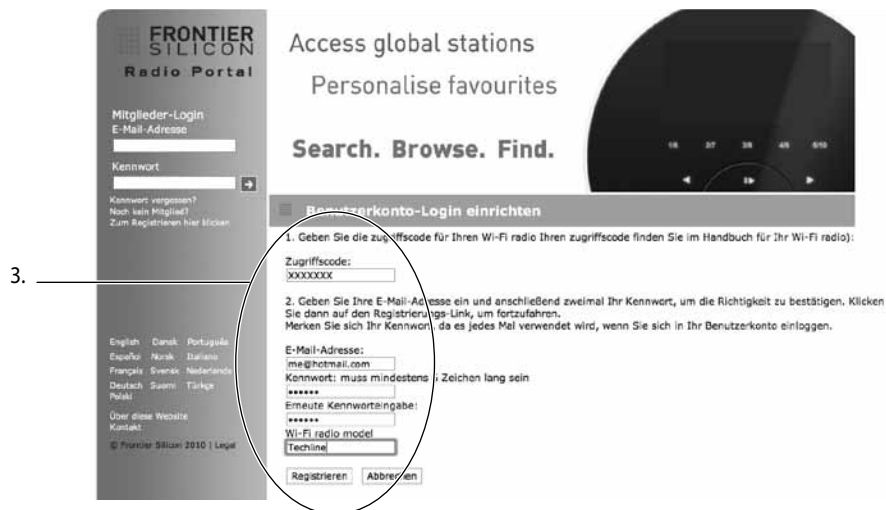 FRONTIER
SILICON
Radio Portal
Mitglieder-Login
E-Mail-Adresse
Kennwort
Kennwort vergessen?
Noch kein Mitglied?
Zum Registrieren hier klicken
English Dansk Português
Español Norsk Italiano
Français Svensk Nederlands
Deutsch Suomi Türkçe
Polski
Über diese Website
Kontakt
© Frontier Silicon 2010 | Legal
Access global stations
Personalise favourites
Search. Browse. Find.
1/6 2/7 3/8 4/9 5/10
Benutzerkonto-Login einrichten
1. Geben Sie die zugriffscode für Ihren Wi-Fi radio Ihren zugriffscode finden Sie im Handbuch für Ihr Wi-Fi radio):
Zugriffscode:
XXXXXXX
2. Geben Sie Ihre E-Mail-Adresse ein und anschließend zweimal Ihr Kennwort, um die Richtigkeit zu bestätigen. Klicken
Sie dann auf den Registrierungs-Link, um fortzufahren.
Merken Sie sich Ihr Kennwort, da es jedes Mal verwendet wird, wenn Sie sich in Ihr Benutzerkonto einloggen.
E-Mail-Adresse:
me@hotmail.com
Kennwort: muss mindestens Zeichen lang sein
••••••
Erneute Kennworteingabe:
••••••
Wi-Fi radio model
Techline
Registrieren Abbrechen
3.